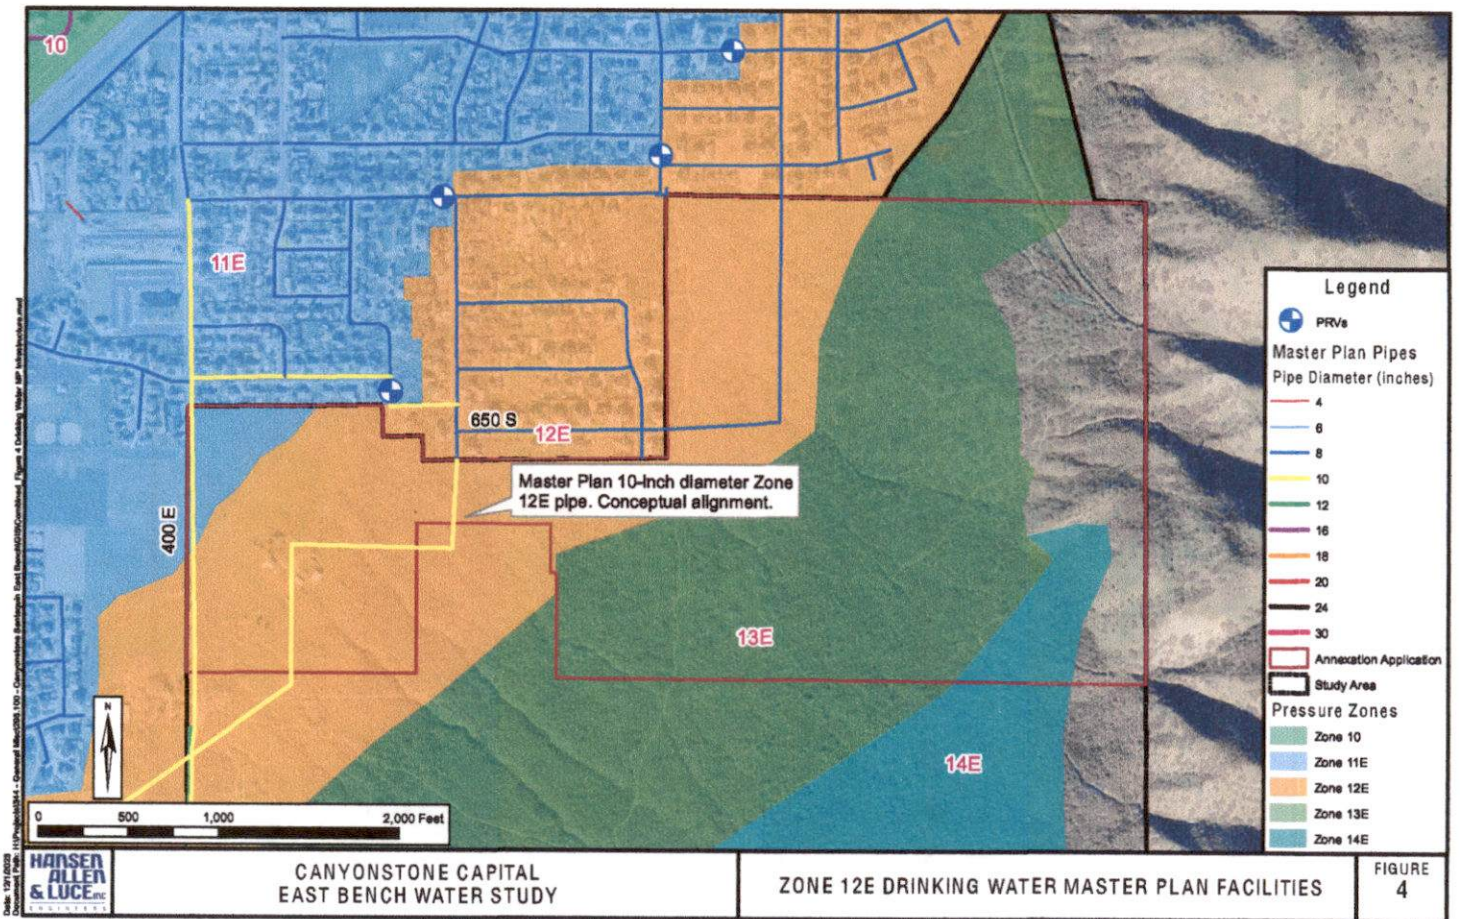 10
11E
650 S
12E
Master Plan 10-inch diameter Zone
12E pipe. Conceptual alignment.
400 E
13E
14E
N
0 500 1,000 2,000 Feet
Legend
PRVs
Master Plan Pipes
Pipe Diameter (inches)
4
6
8
10
12
16
18
20
24
30
Annexation Application
Study Area
Pressure Zones
Zone 10
Zone 11E
Zone 12E
Zone 13E
Zone 14E
HANSEN
ALLEN
& LUCE INC
ENGINEERS
CANYONSTONE CAPITAL
EAST BENCH WATER STUDY
ZONE 12E DRINKING WATER MASTER PLAN FACILITIES
FIGURE
4